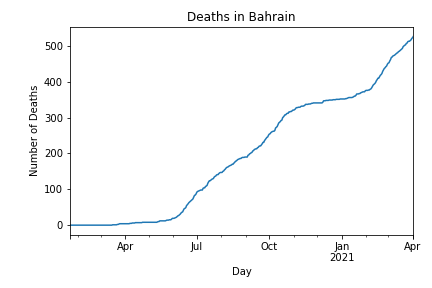 Deaths in Bahrain
Number of Deaths
500
400
300
200
100
0
Apr
Jul
Oct
Jan
2021
Apr
Day